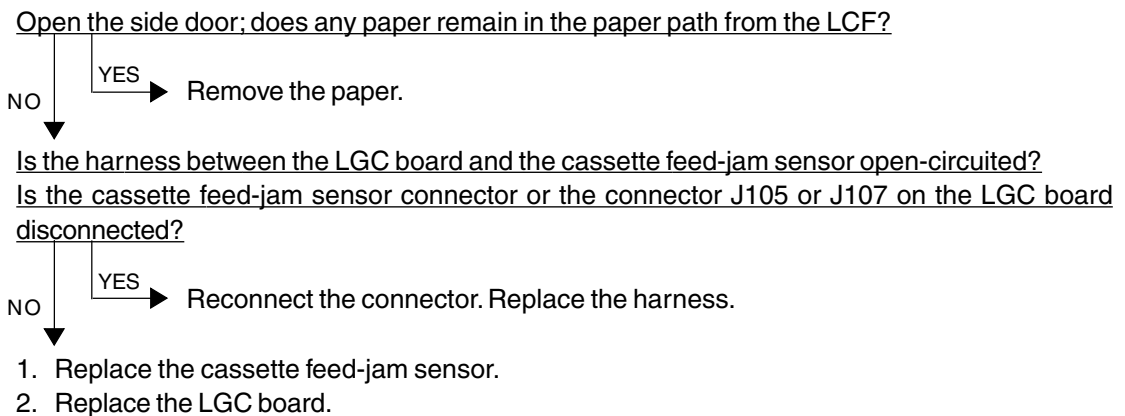 Open the side door; does any paper remain in the paper path from the LCF?
YES
NO
Remove the paper.
Is the harness between the LGC board and the cassette feed-jam sensor open-circuited?
Is the cassette feed-jam sensor connector or the connector J105 or J107 on the LGC board
disconnected?
YES
NO
Reconnect the connector. Replace the harness.
1. Replace the cassette feed-jam sensor.
2. Replace the LGC board.